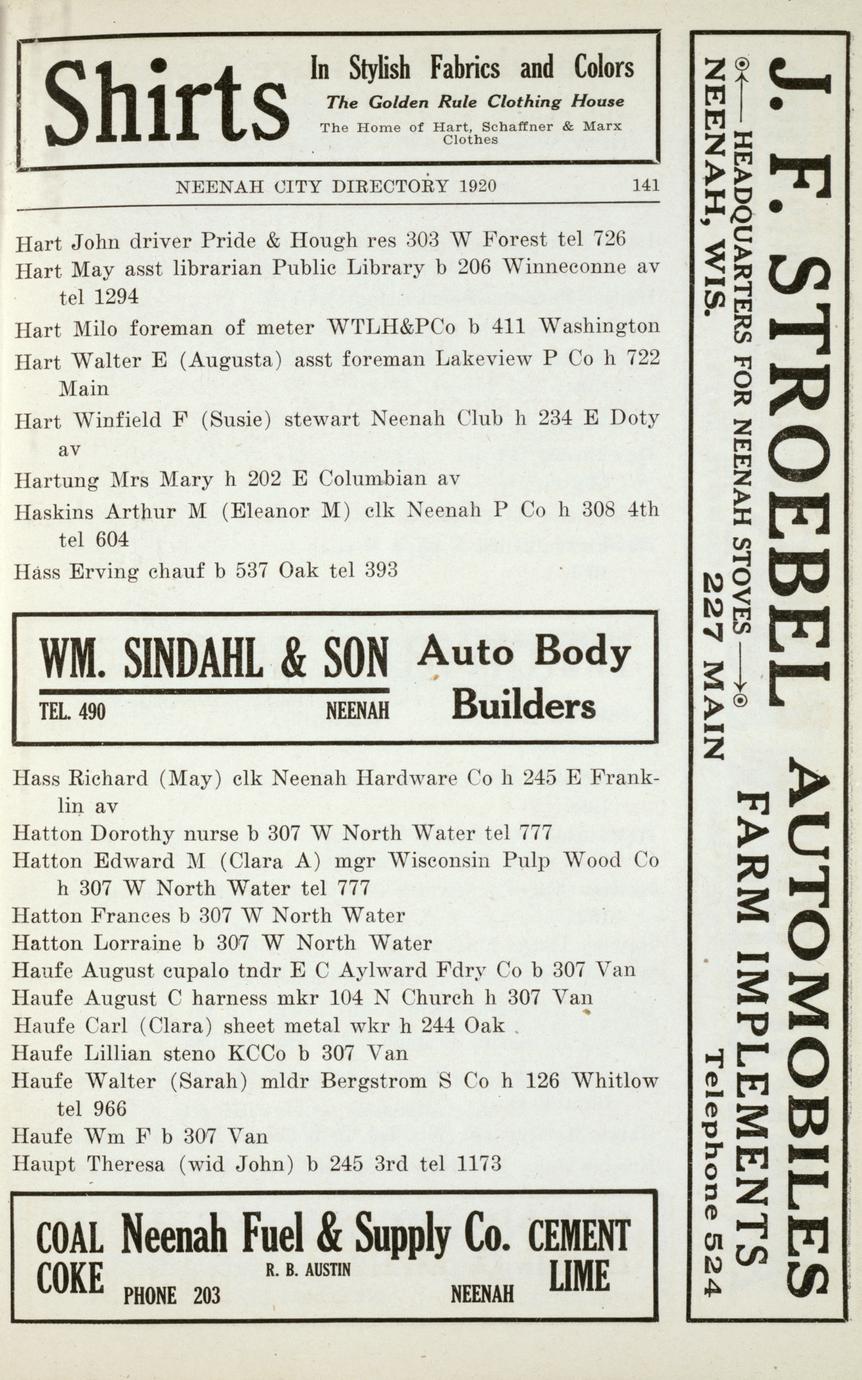 Shirts
In Stylish Fabrics and Colors
The Golden Rule Clothing House
The Home of Hart, Schaffner & Marx
Clothes
NEENAH CITY DIRECTORY 1920 141
Hart John driver Pride & Hough res 303 W Forest tel 726
Hart May asst librarian Public Library b 206 Winneconne av
tel 1294
Hart Milo foreman of meter WTLH&PCo b 411 Washington
Hart Walter E (Augusta) asst foreman Lakeview P Co h 722
Main
Hart Winfield F (Susie) stewart Neenah Club h 234 E Doty
av
Hartung Mrs Mary h 202 E Columbian av
Haskins Arthur M (Eleanor M) clk Neenah P Co h 308 4th
tel 604
Hass Erving chauf b 537 Oak tel 393
WM. SINDAHL & SON
TEL. 490 NEENAH
Auto Body
Builders
Hass Richard (May) clk Neenah Hardware Co h 245 E Frank-
lin av
Hatton Dorothy nurse b 307 W North Water tel 777
Hatton Edward M (Clara A) mgr Wisconsin Pulp Wood Co
h 307 W North Water tel 777
Hatton Frances b 307 W North Water
Hatton Lorraine b 307 W North Water
Haufe August cupalo tndr E C Aylward Fdry Co b 307 Van
Haufe August C harness mkr 104 N Church h 307 Van
Haufe Carl (Clara) sheet metal wkr h 244 Oak
Haufe Lillian steno KCCo b 307 Van
Haufe Walter (Sarah) mldr Bergstrom S Co h 126 Whitlow
tel 966
Haufe Wm F b 307 Van
Haupt Theresa (wid John) b 245 3rd tel 1173
COAL Neenah Fuel & Supply Co. CEMENT
COKE R. B. AUSTIN LIME
PHONE 203 NEENAH
J. F. STROEBEL AUTOMOBILES
HEADQUARTERS FOR NEENAH STOVES FARM IMPLEMENTS
NEENAH, WIS. 227 MAIN Telephone 524